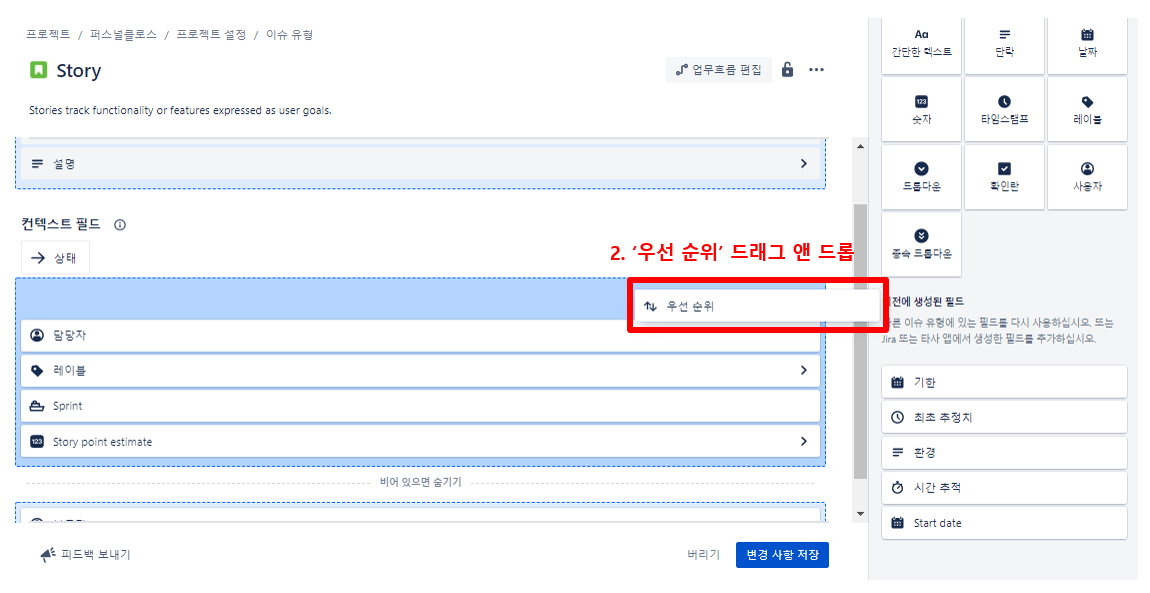 프로젝트 / 퍼스널클로스 / 프로젝트 설정 / 이슈 유형
Story
업무흐름 편집
Stories track functionality or features expressed as user goals.
설명
컨텍스트 필드
상태
2. ‘우선 순위’ 드래그 앤 드롭
우선 순위
담당자
레이블
Sprint
123 Story point estimate
비어 있으면 숨기기
피드백 보내기
버리기
변경 사항 저장
Aa
간단한 텍스트
단락
날짜
123
숫자
타임스탬프
레이블
드롭다운
확인란
사용자
종속 드롭다운
생성된 필드
이슈 유형에 있는 필드를 다시 사용하십시오. 또는
Jira 또는 타사 앱에서 생성한 필드를 추가하십시오.
기한
최초 추정치
환경
시간 추적
Start date